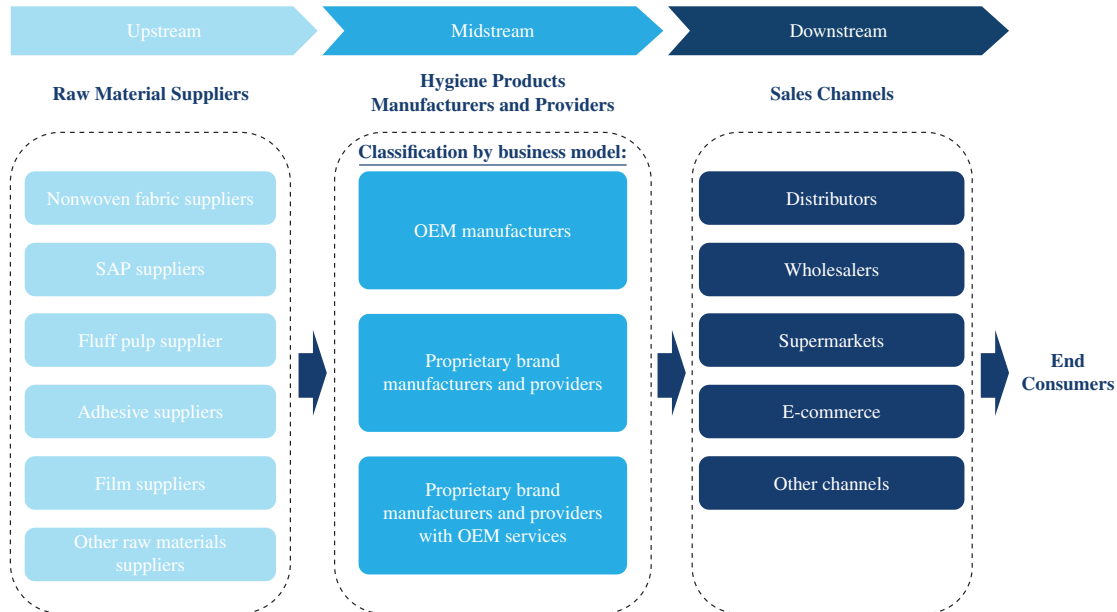 Upstream
Midstream
Downstream
Raw Material Suppliers
Hygiene Products
Manufacturers and Providers
Sales Channels
Nonwoven fabric suppliers
SAP suppliers
Fluff pulp supplier
Adhesive suppliers
Film suppliers
Other raw materials
suppliers
Classification by business model:
OEM manufacturers
Proprietary brand
manufacturers and providers
Proprietary brand
manufacturers and providers
with OEM services
Distributors
Wholesalers
Supermarkets
E-commerce
Other channels
End
Consumers